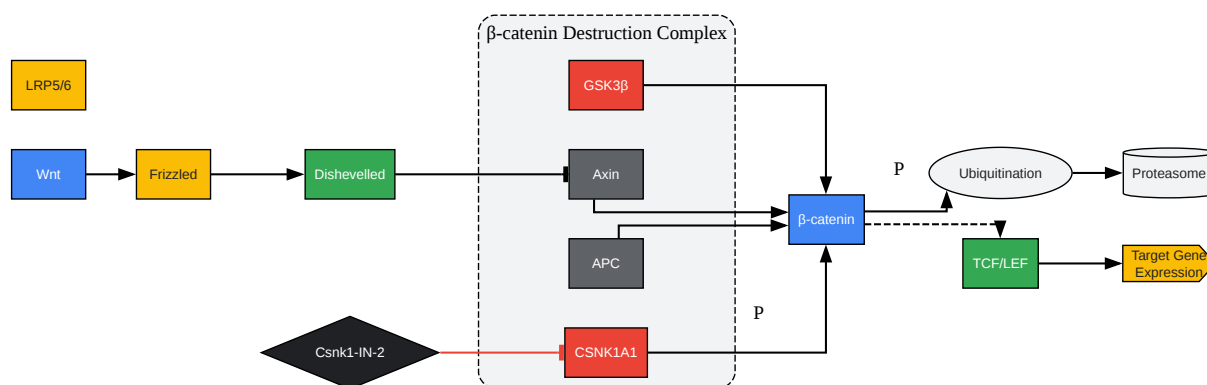 β-catenin Destruction Complex
LRP5/6
GSK3β
Wnt
Frizzled
Dishevelled
Axin
P
Ubiquitination
Proteasome
β-catenin
APC
TCF/LEF
Target Gene
Expression
P
Csnk1-IN-2
CSNK1A1